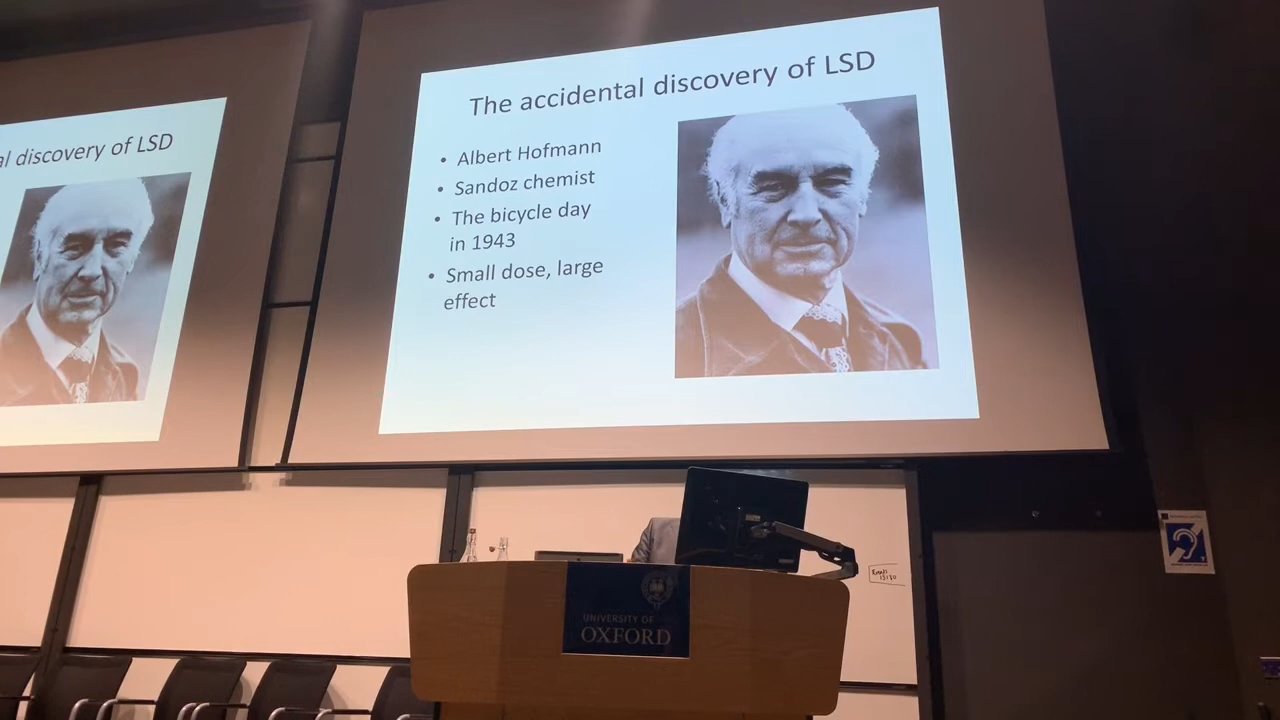 al discovery of LSD
The accidental discovery of LSD
• Albert Hofmann
• Sandoz chemist
• The bicycle day
in 1943
• Small dose, large
effect
UNIVERSITY OF
OXFORD